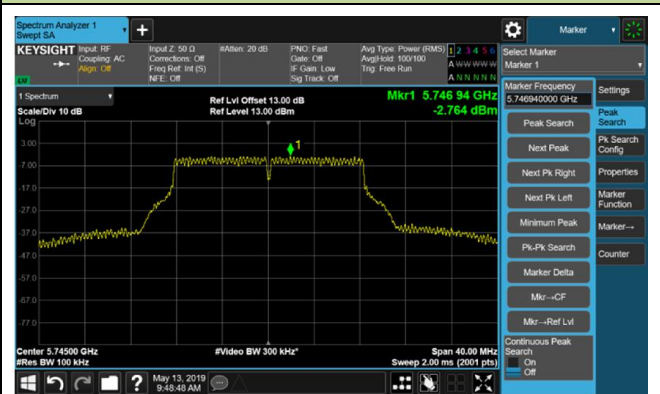 Spectrum Analyzer 1
Swept SA
Marker
KEYSIGHT
Input: RF
Coupling: AC
Align: Off
Input Z: 50 Ω
Corrections: Off
Freq Ref: Int (S)
NFE: Off
#Atten: 20 dB
PNO: Fast
Gate: Off
IF Gain: Low
Sig Track: Off
Avg Type: Power (RMS)
Avg|Hold: 100/100
Trig: Free Run
1 2 3 4 5 6
A W W W W W
A N N N N N
Select Marker
Marker 1
1 Spectrum
Scale/Div 10 dB
Log
Ref Lvl Offset 13.00 dB
Ref Level 13.00 dBm
Mkr1 5.746 94 GHz
-2.764 dBm
1
3.00
-7.00
-17.0
-27.0
-37.0
-47.0
-57.0
-67.0
-77.0
Center 5.74500 GHz
#Res BW 100 kHz
#Video BW 300 kHz*
Span 40.00 MHz
Sweep 2.00 ms (2001 pts)
Marker Frequency
5.746940000 GHz
Peak Search
Next Peak
Next Pk Right
Next Pk Left
Minimum Peak
Pk-Pk Search
Marker Delta
Mkr→CF
Mkr→Ref Lvl
Continuous Peak
Search
On
Off
Settings
Peak
Search
Pk Search
Config
Properties
Marker
Function
Marker→
Counter
May 13, 2019
9:48:48 AM